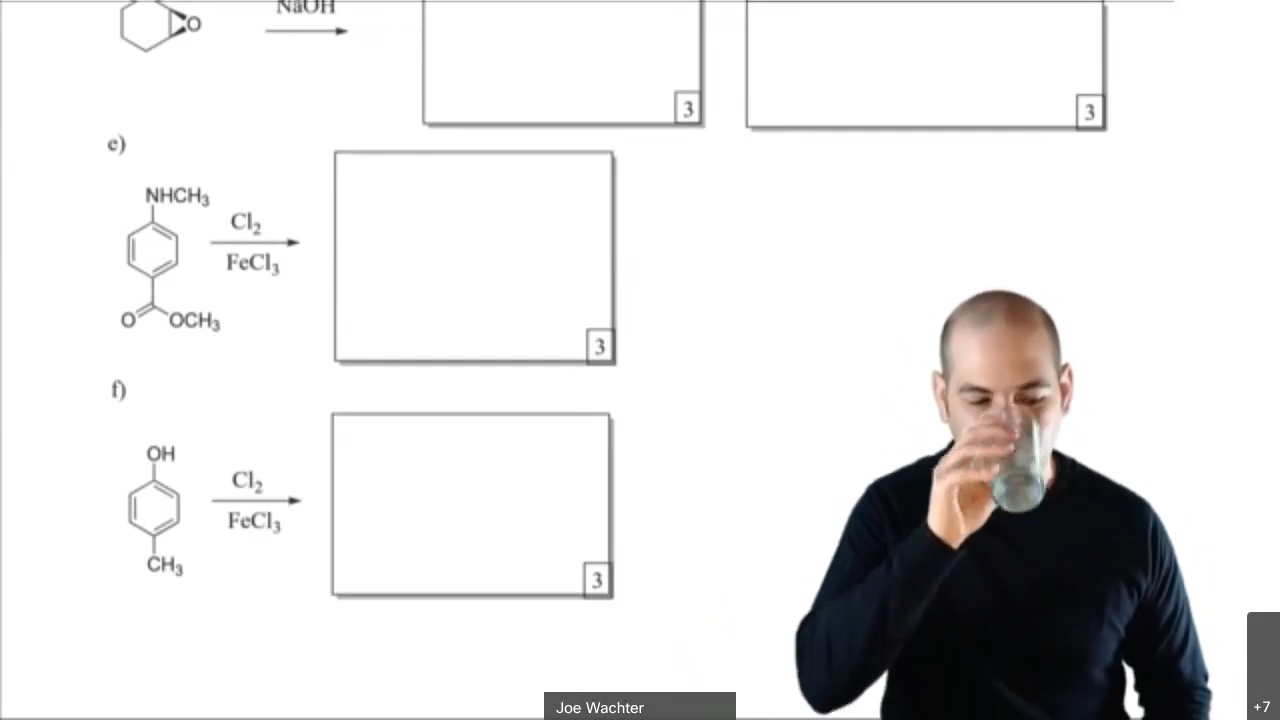 NaOH
O
3
3
e)
NHCH3
Cl2
FeCl3
O
OCH3
3
f)
OH
Cl2
FeCl3
CH3
3
Joe Wachter
+7